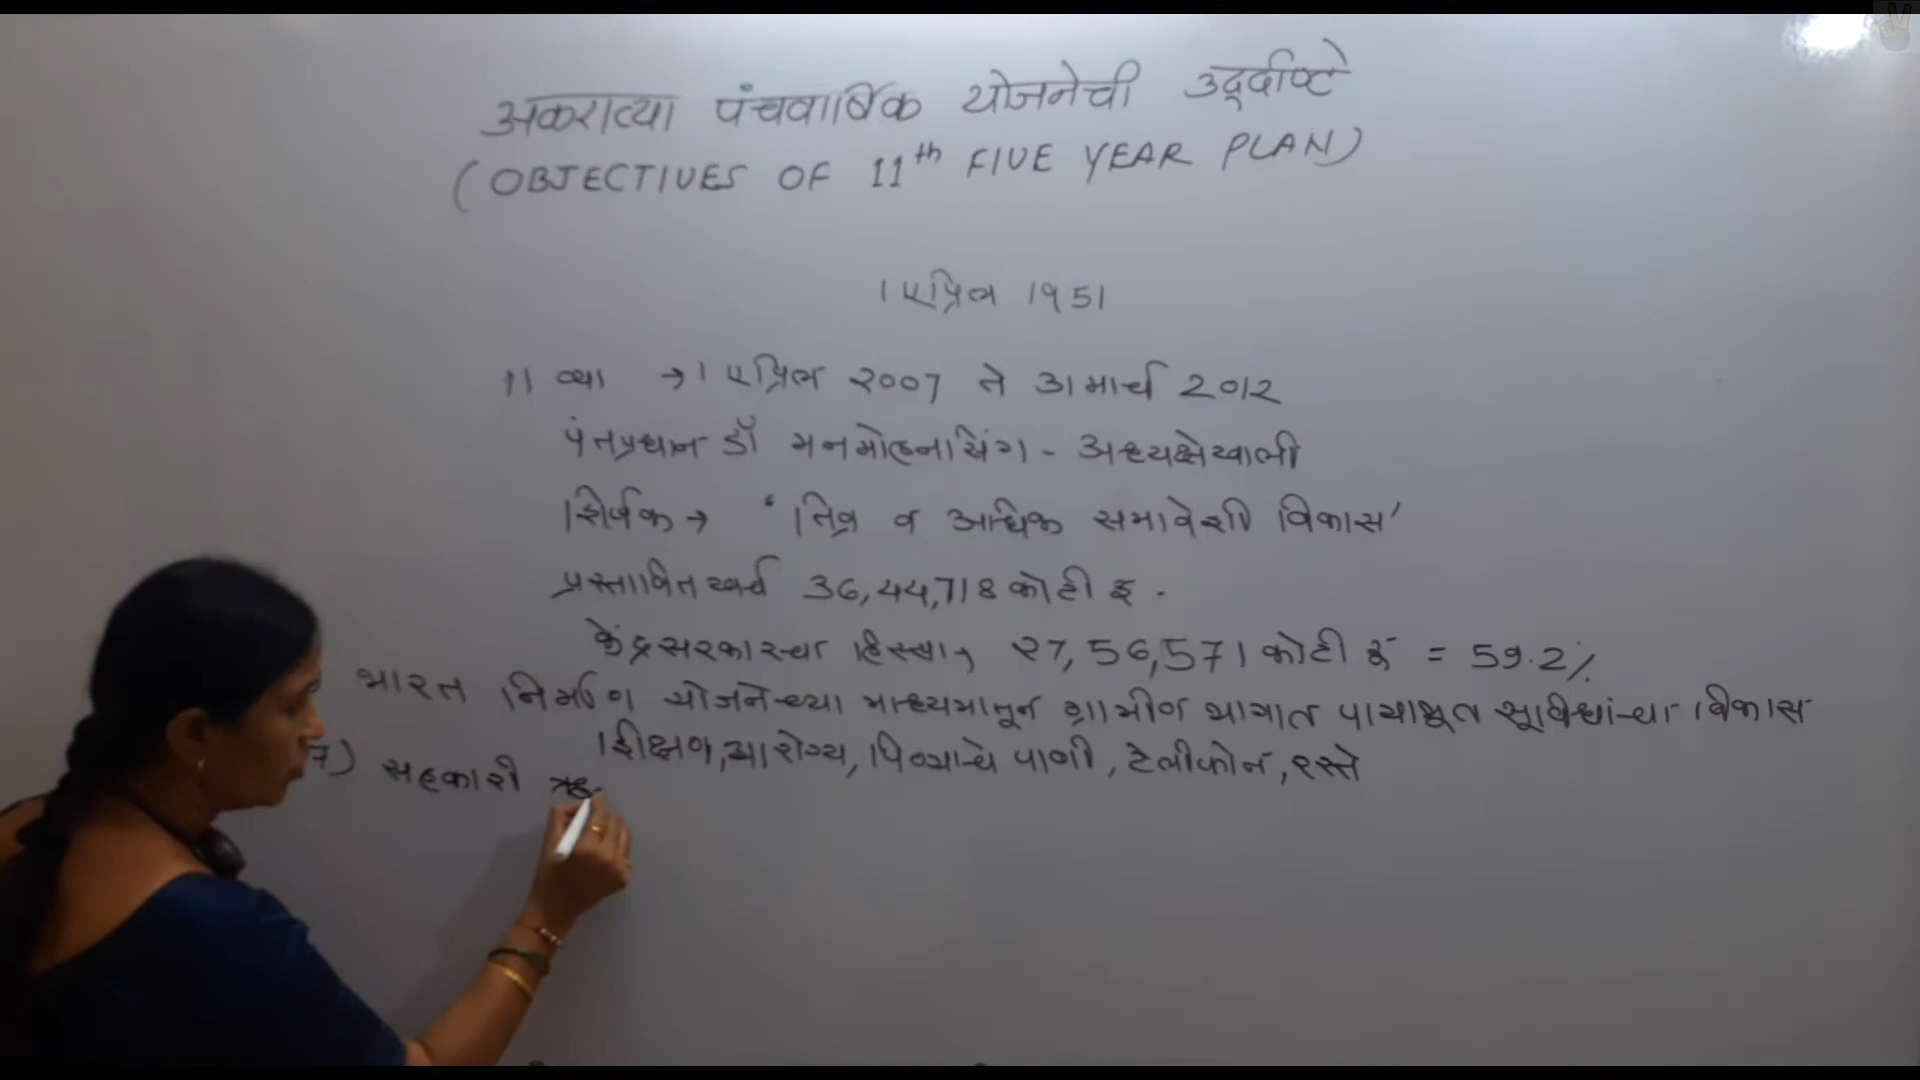 अकराव्या पंचवार्षिक योजनेची उद्दीष्टे
(OBJECTIVES OF 11th FIVE YEAR PLAN)
1 एप्रिल 1951
11 व्या → 1 एप्रिल 2007 ते 31 मार्च 2012
पंतप्रधान डॉ मनमोहनसिंग - अध्यक्षेखाली
शिर्षक → 'तिव्र व अधिक समावेशी विकास'
प्रस्तावित खर्च 36,44,718 कोटी रु.
केंद्रसरकारचा हिस्सा → 27,56,571 कोटी रु = 59.2%
भारत निर्माण योजनेच्या माध्यमातून ग्रामीण भागात पायाभूत सुविधांचा विकास
शिक्षण, आरोग्य, पिण्याचे पाणी, टेलीफोन, रस्ते
7) सहकारी